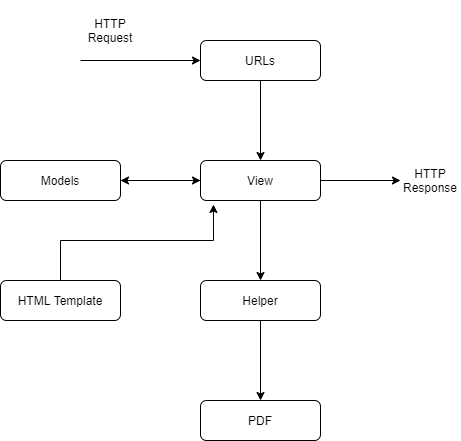 HTTP
Request
URLs
Models
View
HTTP
Response
HTML Template
Helper
PDF